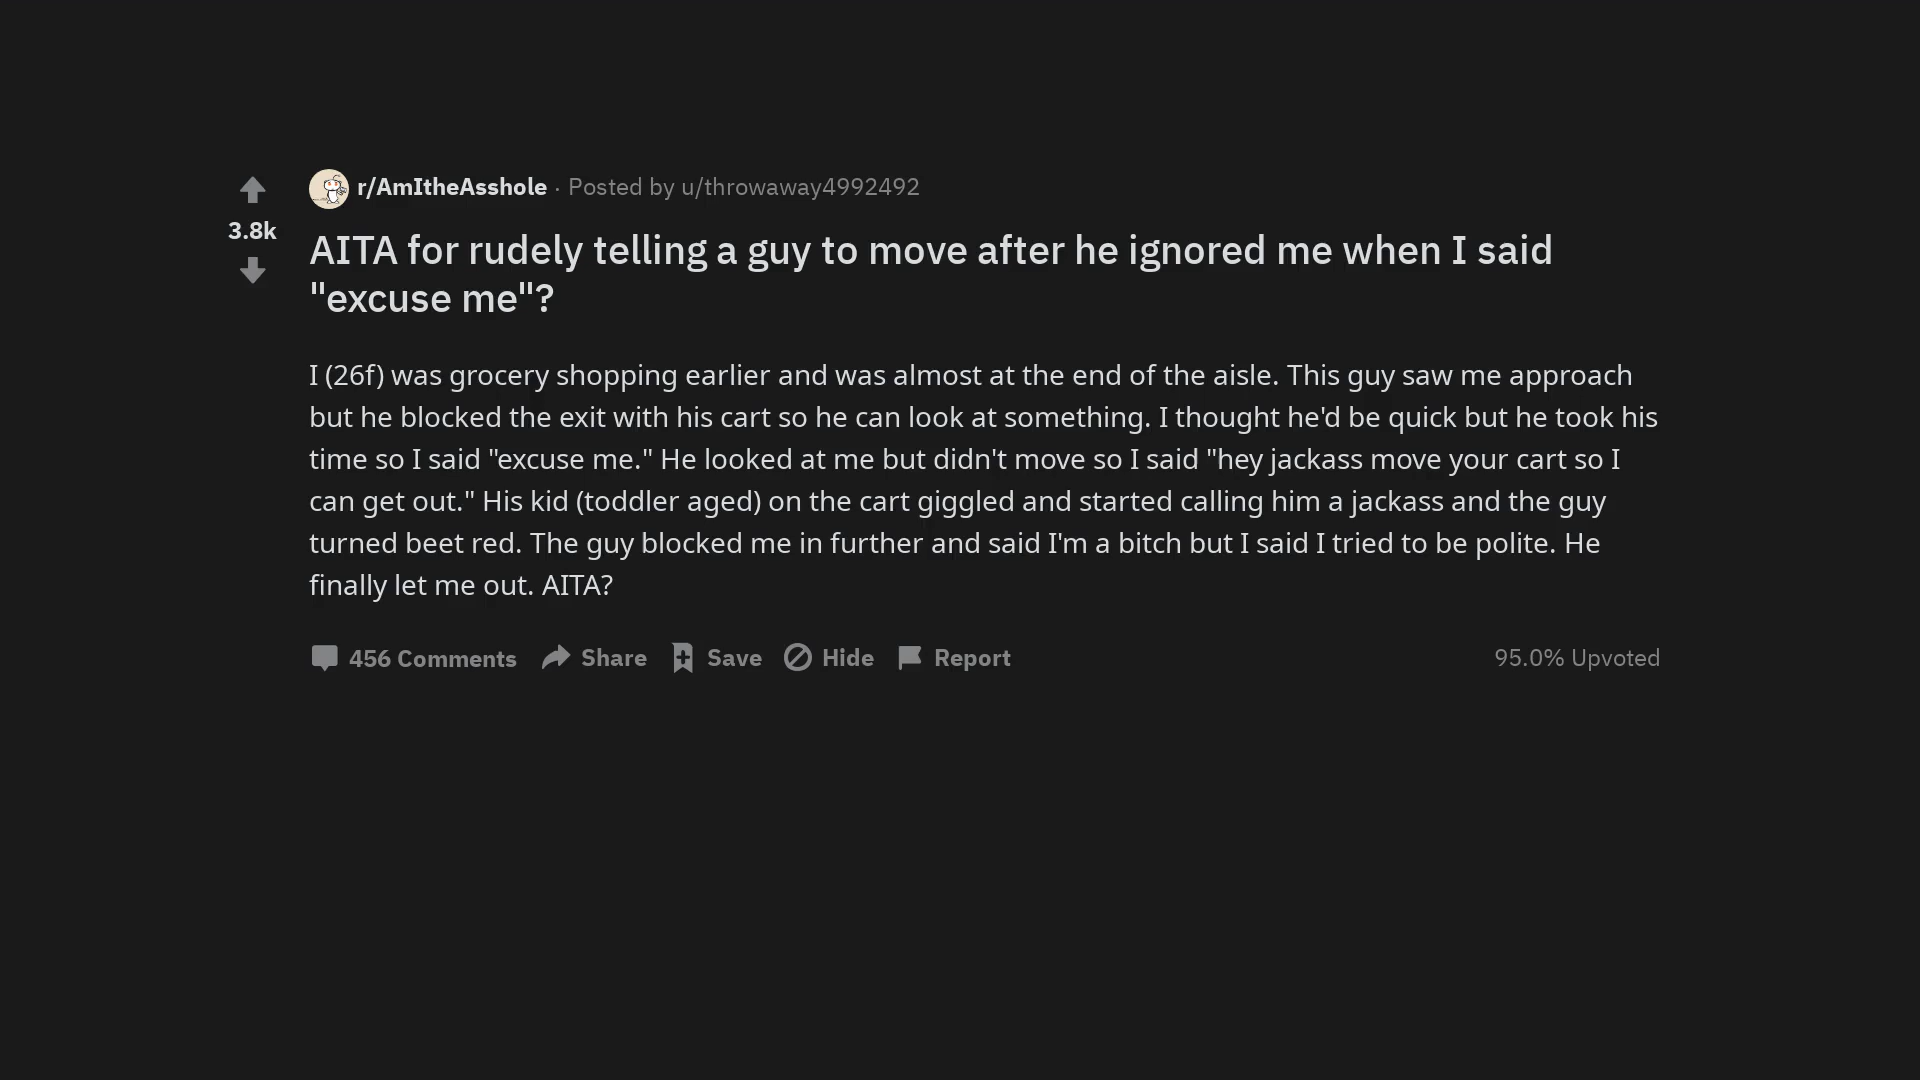 r/AmItheAsshole · Posted by u/throwaway4992492
3.8k
AITA for rudely telling a guy to move after he ignored me when I said
"excuse me"?
I (26f) was grocery shopping earlier and was almost at the end of the aisle. This guy saw me approach
but he blocked the exit with his cart so he can look at something. I thought he'd be quick but he took his
time so I said "excuse me." He looked at me but didn't move so I said "hey jackass move your cart so I
can get out." His kid (toddler aged) on the cart giggled and started calling him a jackass and the guy
turned beet red. The guy blocked me in further and said I'm a bitch but I said I tried to be polite. He
finally let me out. AITA?
456 Comments Share Save Hide Report 95.0% Upvoted